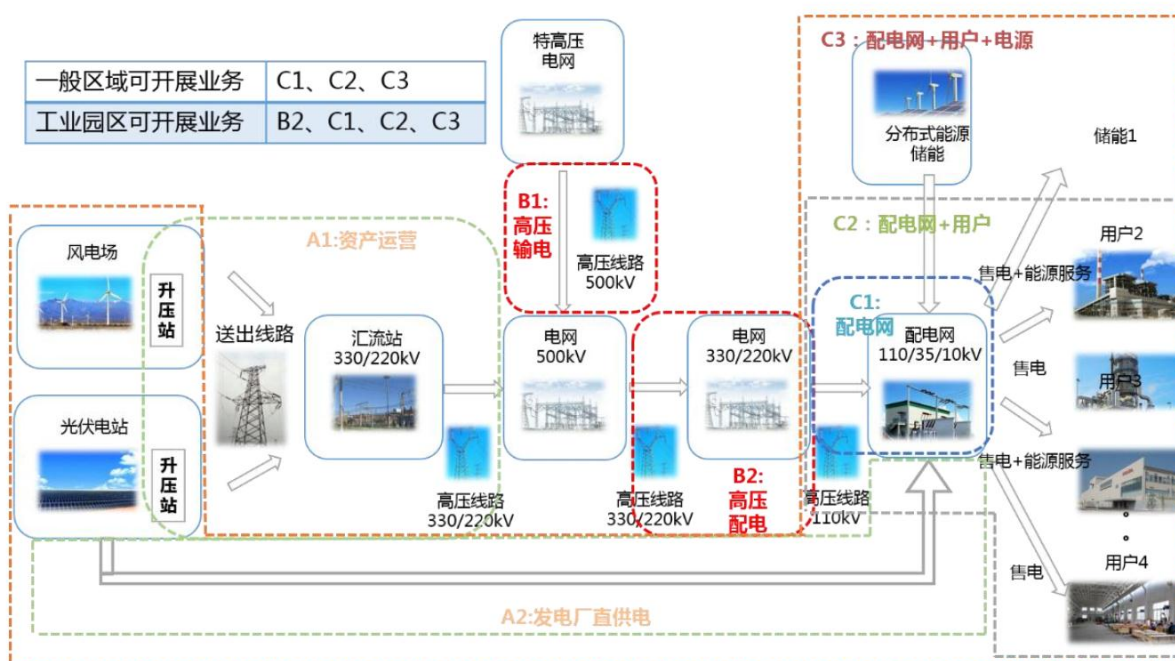 一般区域可开展业务 C1、C2、C3
工业园区可开展业务 B2、C1、C2、C3
特高压
电网
C3：配电网+用户+电源
分布式能源
储能
储能1
B1:
高压
输电
高压线路
500kV
A1:资产运营
C2：配电网+用户
风电场
升压站
送出线路
汇流站
330/220kV
电网
500kV
电网
330/220kV
C1:
配电网
配电网
110/35/10kV
售电+能源服务
用户2
售电
用户3
光伏电站
升压站
高压线路
330/220kV
高压线路
330/220kV
B2:
高压
配电
高压线路
110kV
售电+能源服务
售电
用户4
A2:发电厂直供电